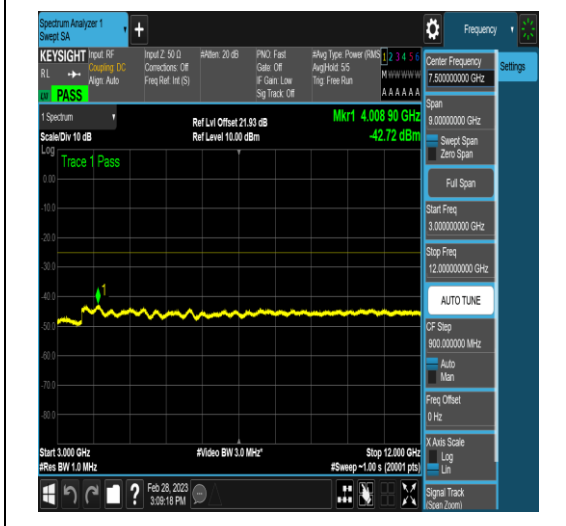 Spectrum Analyzer 1
Swept SA
+
Frequency
KEYSIGHT
RL
PASS
Input: RF
Coupling: DC
Align: Auto
Input Z: 50 Ω
Corrections: Off
Freq Ref: Int (S)
#Atten: 20 dB
PNO: Fast
Gate: Off
IF Gain: Low
Sig Track: Off
#Avg Type: Power (RMS
Avg|Hold: 5/5
Trig: Free Run
1 2 3 4 5 6
M W W W W W
A A A A A A
Settings
1 Spectrum
Scale/Div 10 dB
Ref Lvl Offset 21.93 dB
Ref Level 10.00 dBm
Mkr1 4.008 90 GHz
-42.72 dBm
Log
Trace 1 Pass
0.00
-10.0
-20.0
-30.0
-40.0
-50.0
-60.0
-70.0
-80.0
1
Start 3.000 GHz
#Res BW 1.0 MHz
#Video BW 3.0 MHz*
Stop 12.000 GHz
#Sweep ~1.00 s (20001 pts)
Center Frequency
7.500000000 GHz
Span
9.00000000 GHz
Swept Span
Zero Span
Full Span
Start Freq
3.000000000 GHz
Stop Freq
12.000000000 GHz
AUTO TUNE
CF Step
900.000000 MHz
Auto
Man
Freq Offset
0 Hz
X Axis Scale
Log
Lin
Signal Track
(Span Zoom)
?
Feb 28, 2023
3:09:18 PM